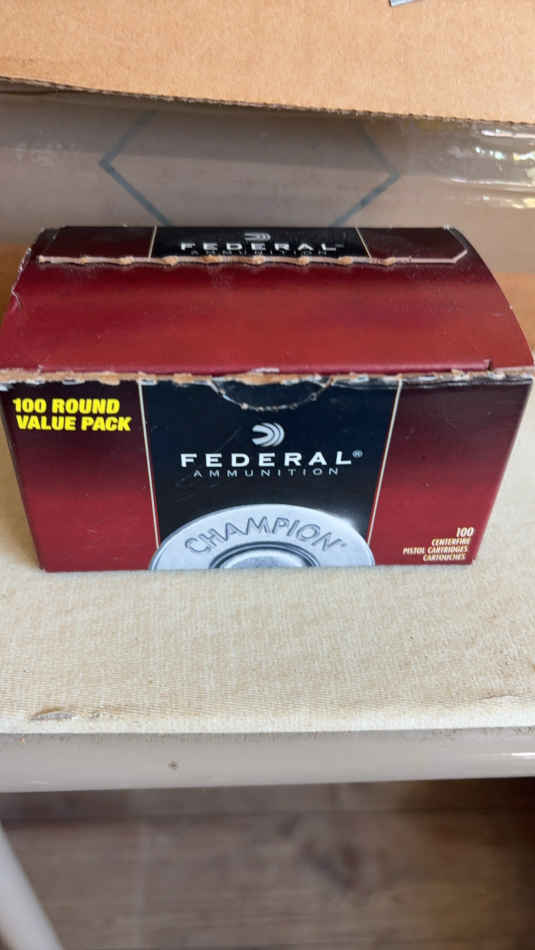 FEDERAL
AMMUNITION
100 ROUND
VALUE PACK
FEDERAL®
AMMUNITION
CHAMPION
100
CENTERFIRE
PISTOL CARTRIDGES
CARTOUCHES